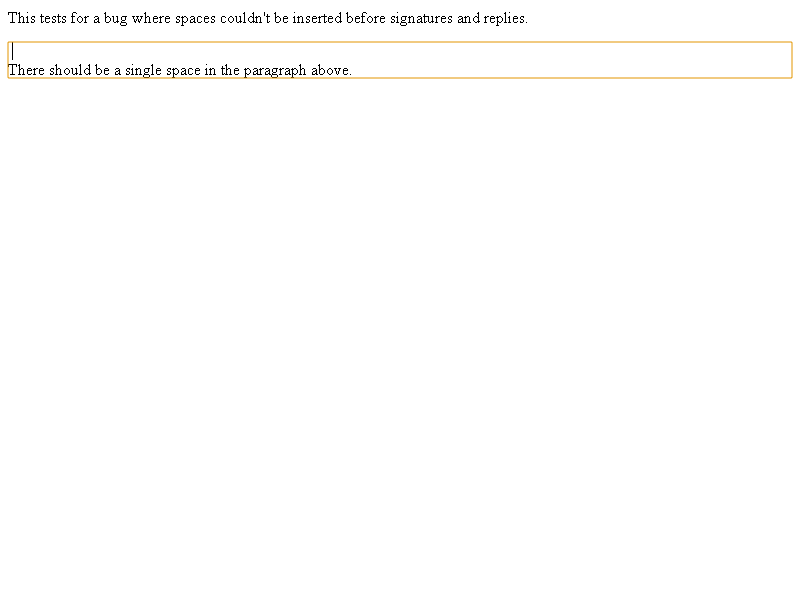 This tests for a bug where spaces couldn't be inserted before signatures and replies.
There should be a single space in the paragraph above.